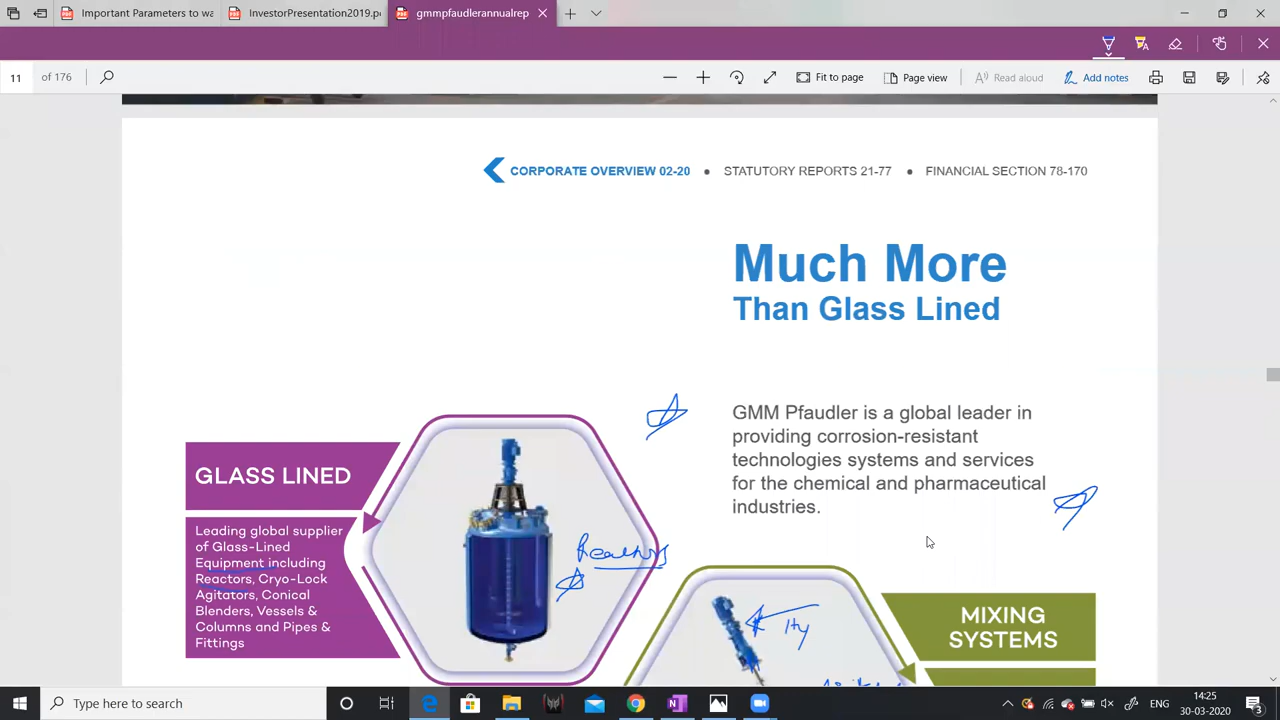 Important Parameters to wa
InvestorPresentation2019.p
gmmpfaudlerannualrep
11 of 176
Fit to page
Page view
Read aloud
Add notes
CORPORATE OVERVIEW 02-20 ● STATUTORY REPORTS 21-77 ● FINANCIAL SECTION 78-170
Much More
Than Glass Lined
GMM Pfaudler is a global leader in
providing corrosion-resistant
technologies systems and services
for the chemical and pharmaceutical
industries.
GLASS LINED
Leading global supplier
of Glass-Lined
Equipment including
Reactors, Cryo-Lock
Agitators, Conical
Blenders, Vessels &
Columns and Pipes &
Fittings
Reactors
MIXING
SYSTEMS
Type here to search
14:25
30-03-2020
3